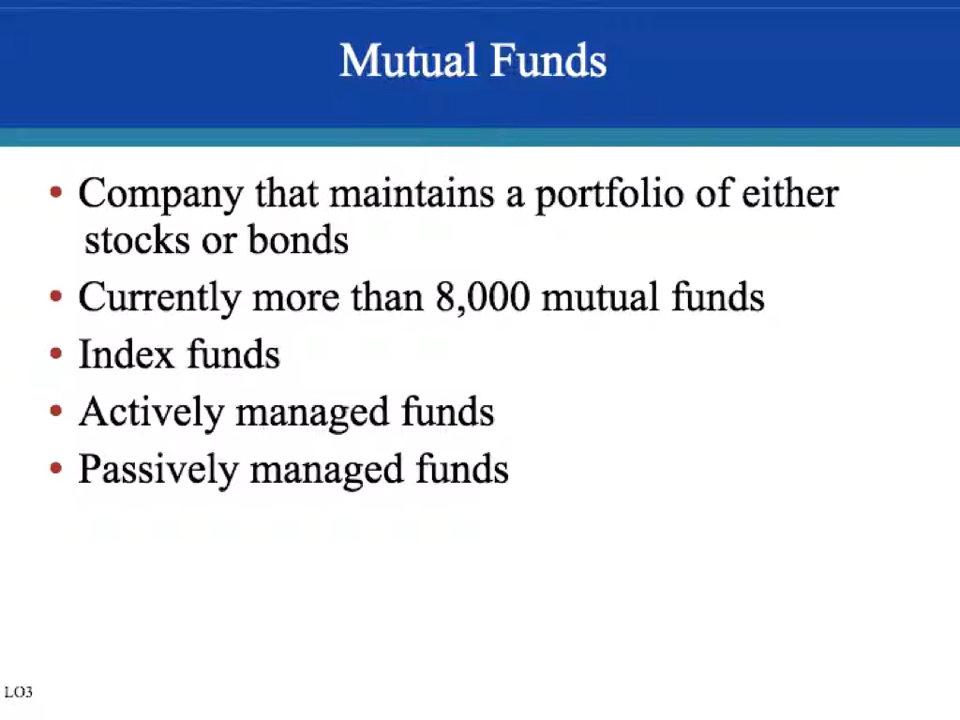 Mutual Funds
• Company that maintains a portfolio of either
stocks or bonds
• Currently more than 8,000 mutual funds
• Index funds
• Actively managed funds
• Passively managed funds
LO3